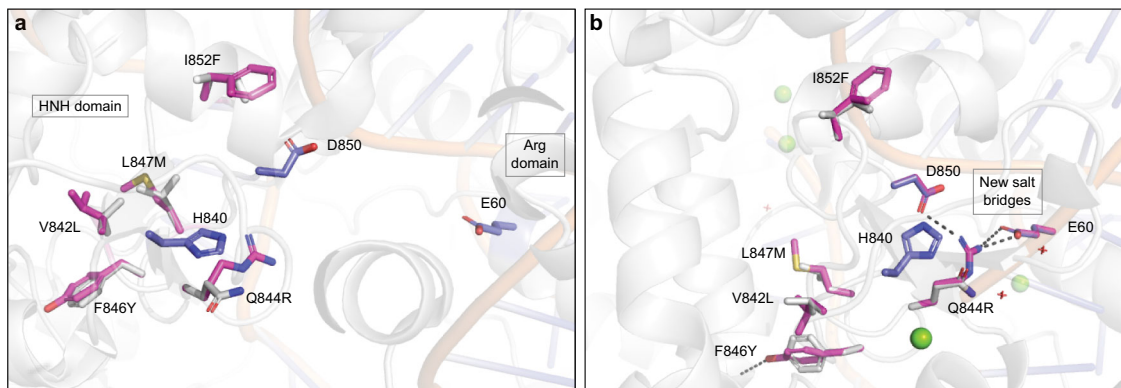 a
I852F
HNH domain
D850
Arg
domain
L847M
E60
V842L
H840
F846Y
Q844R
b
I852F
D850
New salt
bridges
E60
H840
L847M
V842L
Q844R
F846Y